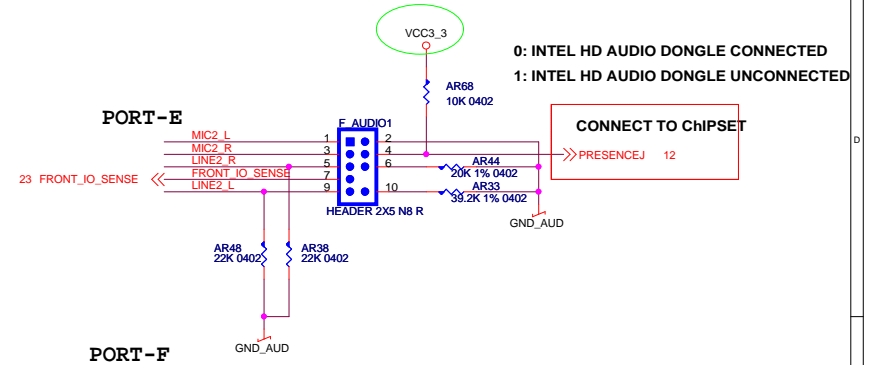 VCC3_3
0: INTEL HD AUDIO DONGLE CONNECTED
1: INTEL HD AUDIO DONGLE UNCONNECTED
AR68
10K 0402
PORT-E
F_AUDIO1
CONNECT TO ChIPSET
D
MIC2_L 1 2
MIC2_R 3 4
LINE2_R 5 6 AR44
PRESENCEJ 12
20K 1% 0402
23 FRONT_IO_SENSE FRONT_IO_SENSE 7
LINE2_L 9 10 AR33
39.2K 1% 0402
HEADER 2X5 N8 R
GND_AUD
AR48 AR38
22K 0402 22K 0402
GND_AUD
PORT-F